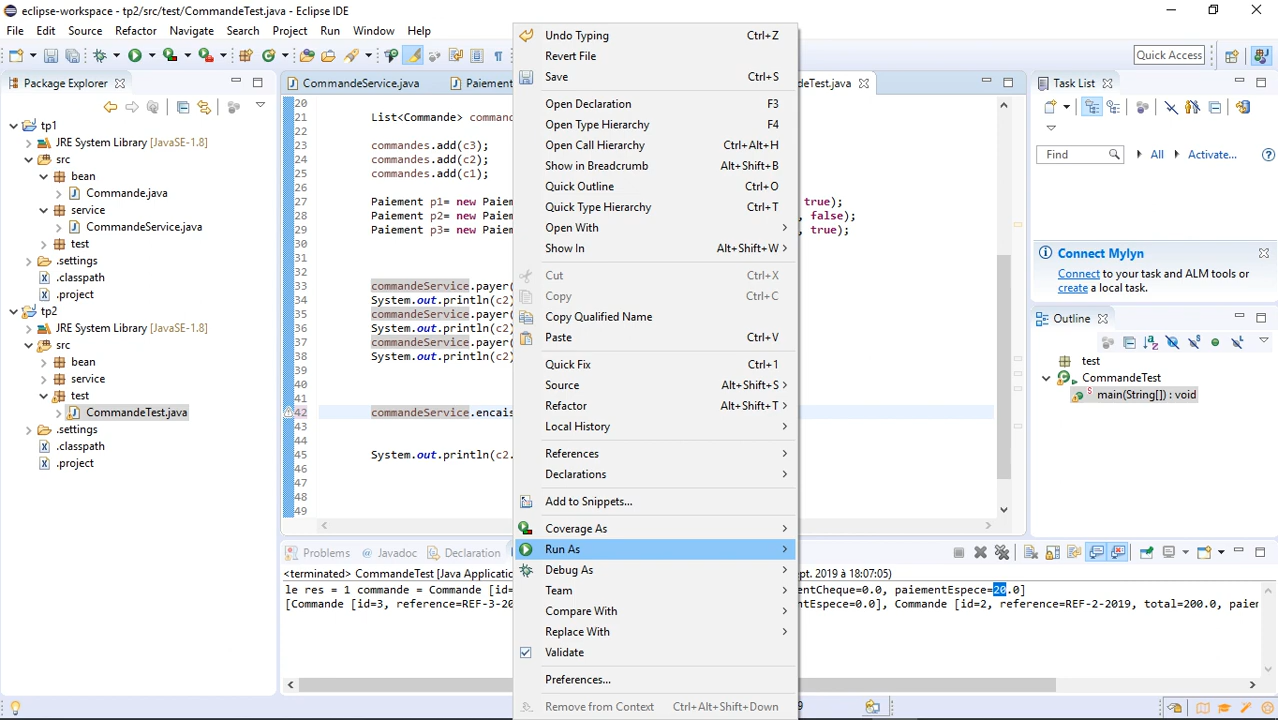 eclipse-workspace - tp2/src/test/CommandeTest.java - Eclipse IDE
File Edit Source Refactor Navigate Search Project Run Window Help
Quick Access
Package Explorer
tp1
JRE System Library [JavaSE-1.8]
src
bean
Commande.java
service
CommandeService.java
test
.settings
.classpath
.project
tp2
JRE System Library [JavaSE-1.8]
src
bean
service
test
CommandeTest.java
.settings
.classpath
.project
CommandeService.java
20
21 List<Commande>
22
23 commandes.add(c3);
24 commandes.add(c2);
25 commandes.add(c1);
26
27 Paiement p1= new true);
28 Paiement p2= new , false);
29 Paiement p3= new , true);
30
31
32
33 commandeService.payer(
34 System.out.println(c2)
35 commandeService.payer(
36 System.out.println(c2)
37 commandeService.payer(
38 System.out.println(c2)
39
40
41
42
43
44
45 System.out.println(c2.
46
47
48
49
Undo Typing Ctrl+Z
Revert File
Save Ctrl+S
Open Declaration F3
Open Type Hierarchy F4
Open Call Hierarchy Ctrl+Alt+H
Show in Breadcrumb Alt+Shift+B
Quick Outline Ctrl+O
Quick Type Hierarchy Ctrl+T
Open With
Show In Alt+Shift+W
Cut Ctrl+X
Copy Ctrl+C
Copy Qualified Name
Paste Ctrl+V
Quick Fix Ctrl+1
Source Alt+Shift+S
Refactor Alt+Shift+T
Local History
References
Declarations
Add to Snippets...
Coverage As
Run As
Debug As
Team
Compare With
Replace With
Validate
Preferences...
Remove from Context Ctrl+Alt+Shift+Down
Task List
Find All Activate...
Connect Mylyn
Connect to your task and ALM tools or
create a local task.
Outline
test
CommandeTest
main(String[]) : void
Problems Javadoc Declaration
<terminated> CommandeTest [Java Applicatio sept. 2019 à 18:07:05)
le res = 1 commande = Commande [id= entCheque=0.0, paiementEspece=20.0]
[Commande [id=3, reference=REF-3-20 entEspece=0.0], Commande [id=2, reference=REF-2-2019, total=200.0, paiem